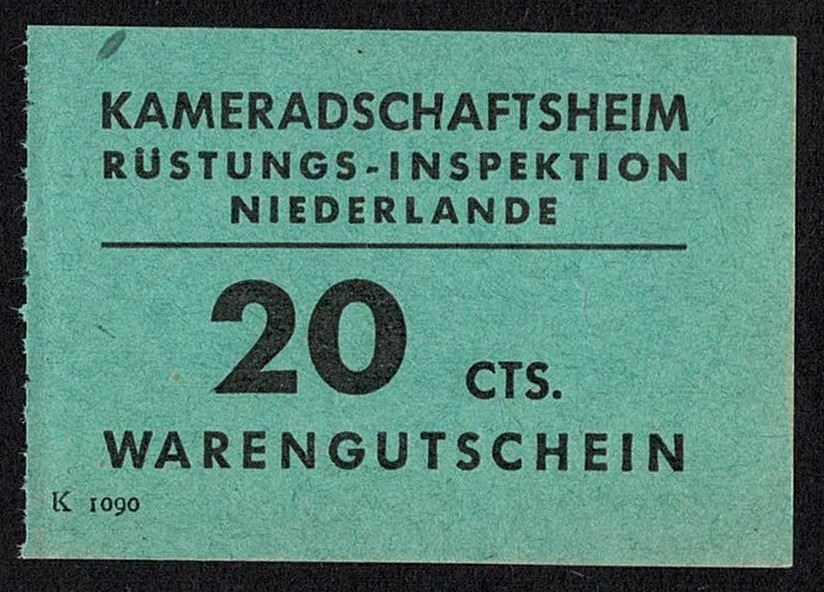 KAMERADSCHAFTSHEIM
RÜSTUNGS-INSPEKTION
NIEDERLANDE
20 CTS.
WARENGUTSCHEIN
K 1090